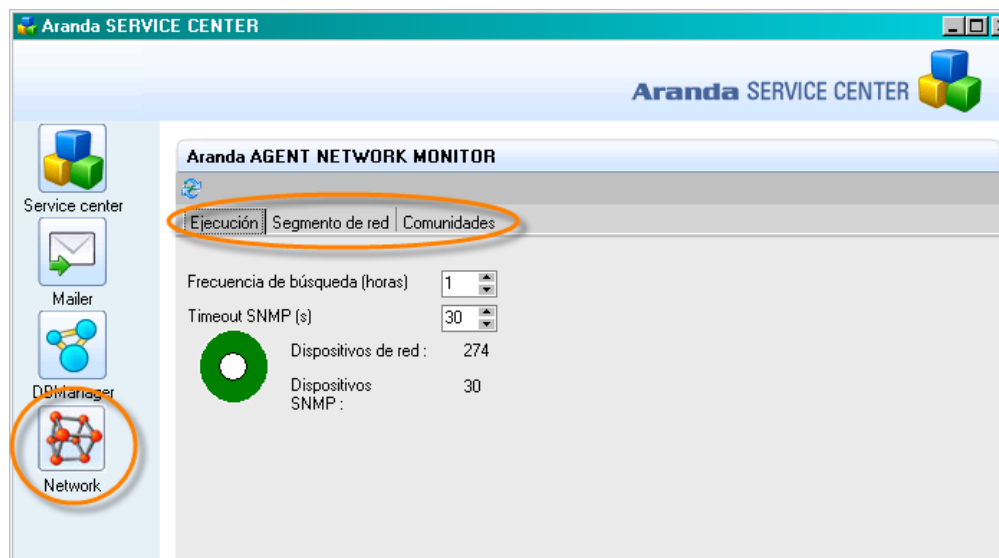 Aranda SERVICE CENTER
Aranda SERVICE CENTER
Service center
Mailer
DBManager
Network
Aranda AGENT NETWORK MONITOR
Ejecución Segmento de red Comunidades
Frecuencia de búsqueda (horas) 1
Timeout SNMP (s) 30
Dispositivos de red : 274
Dispositivos 30
SNMP :